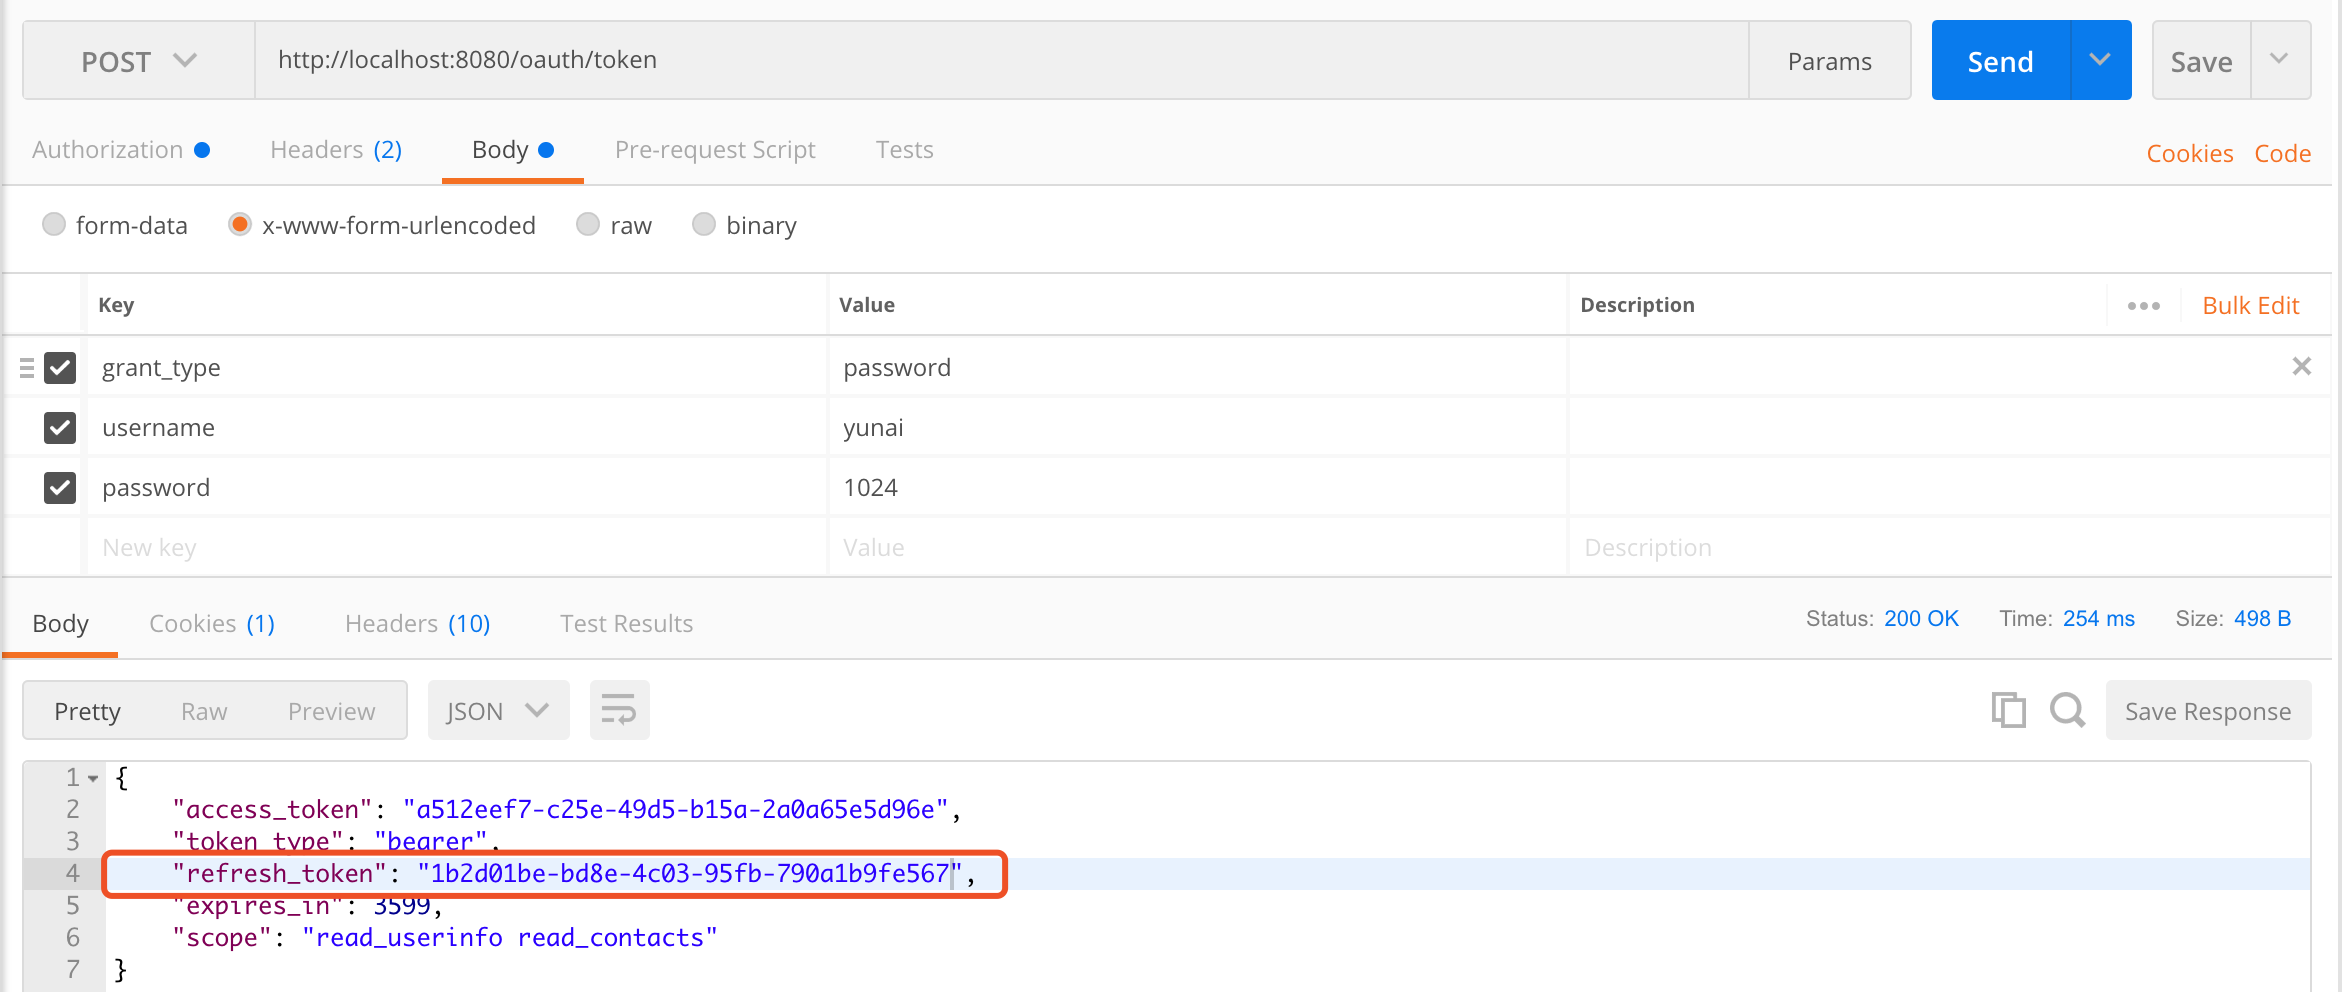 POST http://localhost:8080/oauth/token Params Send Save
Authorization Headers (2) Body Pre-request Script Tests Cookies Code
form-data x-www-form-urlencoded raw binary
Key Value Description Bulk Edit
grant_type password
username yunai
password 1024
New key Value Description
Body Cookies (1) Headers (10) Test Results Status: 200 OK Time: 254 ms Size: 498 B
Pretty Raw Preview JSON Save Response
1 {
2 "access_token": "a512eef7-c25e-49d5-b15a-2a0a65e5d96e",
3 "token_type": "bearer",
4 "refresh_token": "1b2d01be-bd8e-4c03-95fb-790a1b9fe567",
5 "expires_in": 3599,
6 "scope": "read_userinfo read_contacts"
7 }